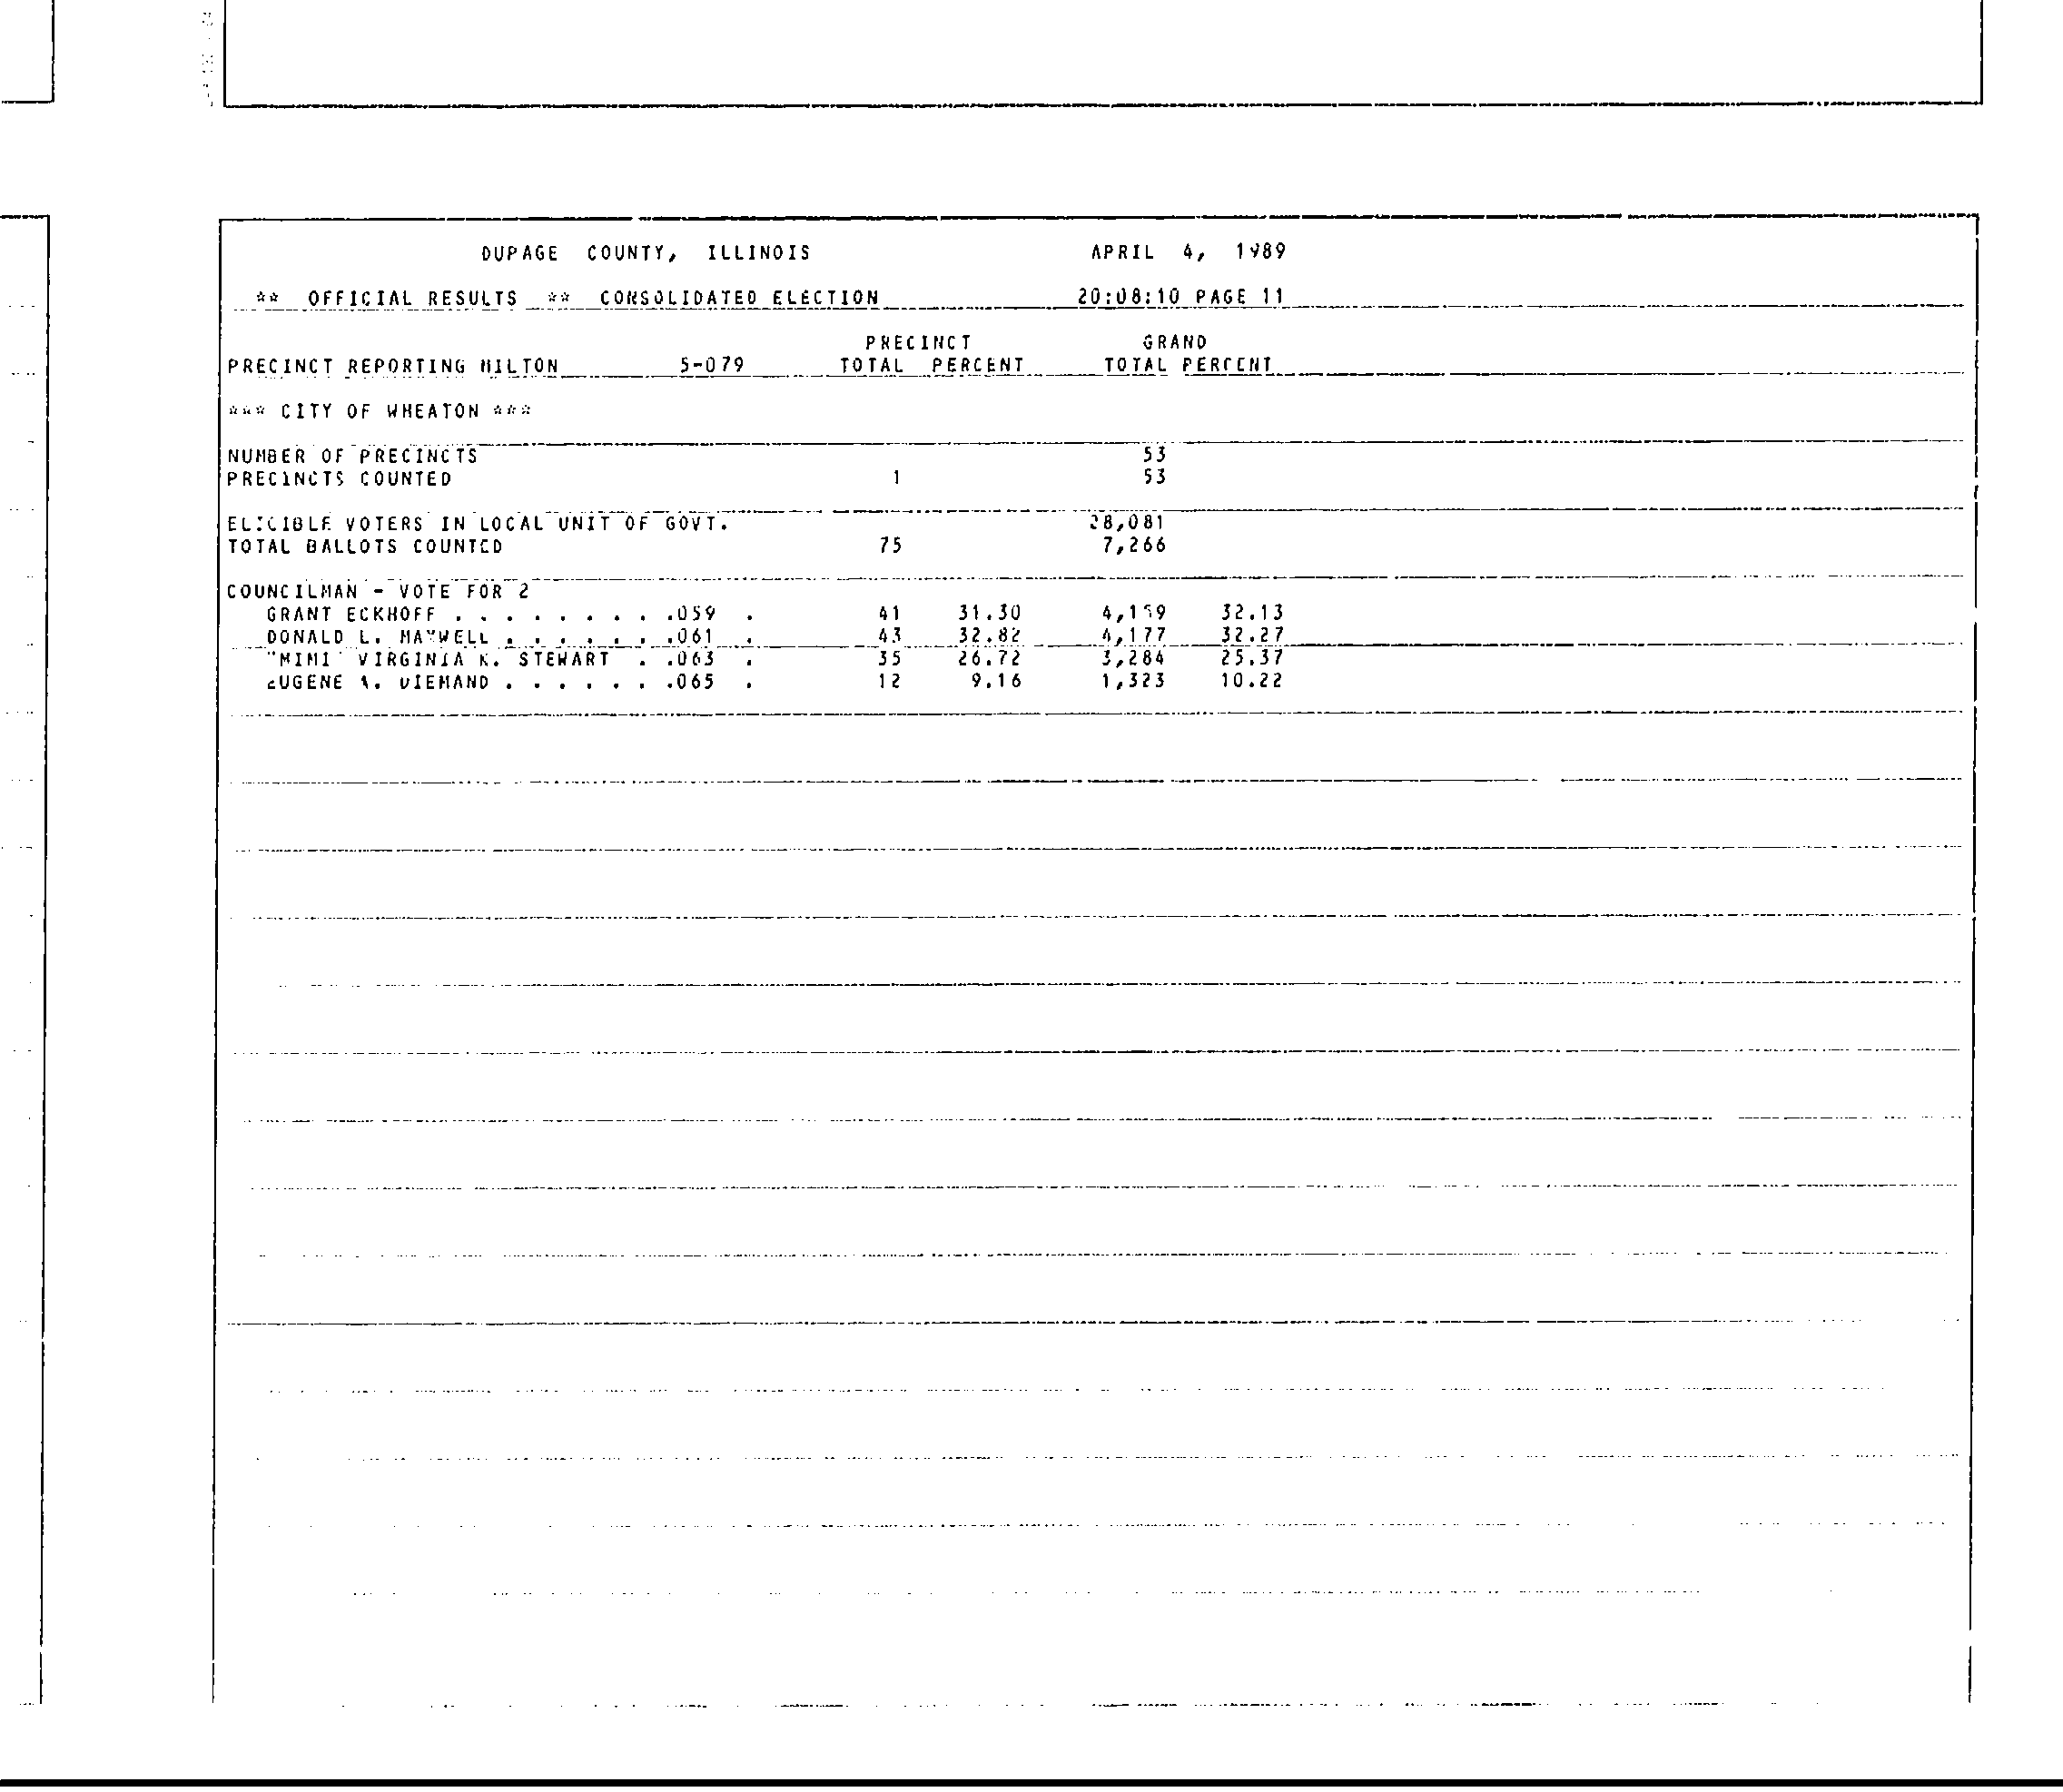 DUPAGE COUNTY, ILLINOIS APRIL 4, 1989
** OFFICIAL RESULTS ** CONSOLIDATED ELECTION 20:08:10 PAGE 11
PRECINCT GRAND
PRECINCT REPORTING MILTON 5-079 TOTAL PERCENT TOTAL PERCENT
*** CITY OF WHEATON ***
NUMBER OF PRECINCTS 53
PRECINCTS COUNTED 1 53
ELIGIBLE VOTERS IN LOCAL UNIT OF GOVT. 28,081
TOTAL BALLOTS COUNTED 75 7,266
COUNCILMAN - VOTE FOR 2
GRANT ECKHOFF . . . . . . . . .059 . 41 31.30 4,159 32.13
DONALD L. MAXWELL . . . . . . .061 . 43 32.82 4,177 32.27
"MIMI" VIRGINIA K. STEWART . .063 . 35 26.72 3,284 25.37
EUGENE A. DIEMAND . . . . . . .065 . 12 9.16 1,323 10.22